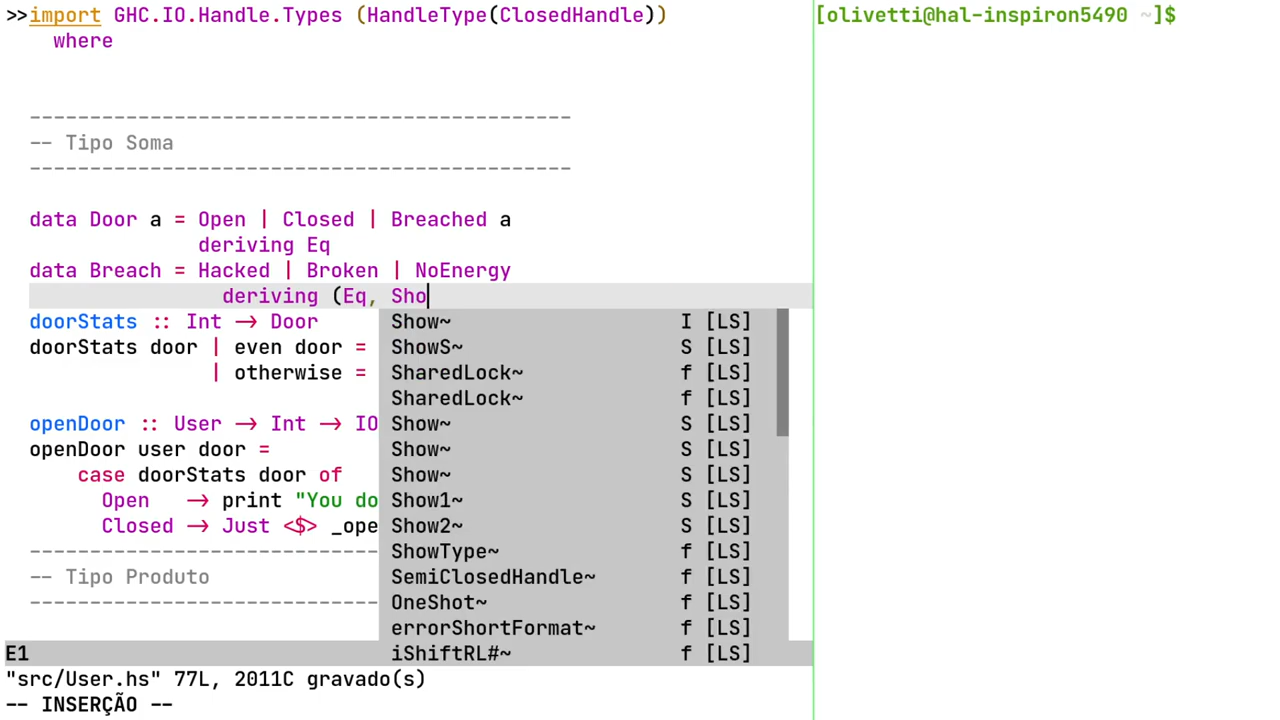 >>import GHC.IO.Handle.Types (HandleType(ClosedHandle))
where
-- Tipo Soma
data Door a = Open | Closed | Breached a
deriving Eq
data Breach = Hacked | Broken | NoEnergy
deriving (Eq, Sho
doorStats :: Int -> Door
doorStats door | even door =
| otherwise =
openDoor :: User -> Int -> IO
openDoor user door =
case doorStats door of
Open -> print "You do
Closed -> Just <$> _ope
-- Tipo Produto
Show~ I [LS]
ShowS~ S [LS]
SharedLock~ f [LS]
SharedLock~ f [LS]
Show~ S [LS]
Show~ S [LS]
Show~ S [LS]
Show1~ S [LS]
Show2~ S [LS]
ShowType~ f [LS]
SemiClosedHandle~ f [LS]
OneShot~ f [LS]
errorShortFormat~ f [LS]
iShiftRL#~ f [LS]
E1
"src/User.hs" 77L, 2011C gravado(s)
-- INSERÇÃO --
[olivetti@hal-inspiron5490 ~]$